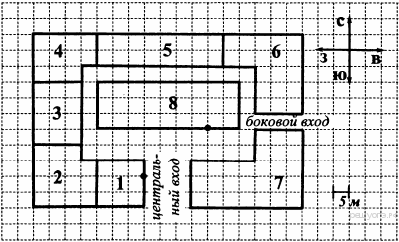 с
з в
ю
4 5 6
3 8
боковой вход
2 1 7
централь-
ный вход
5 м